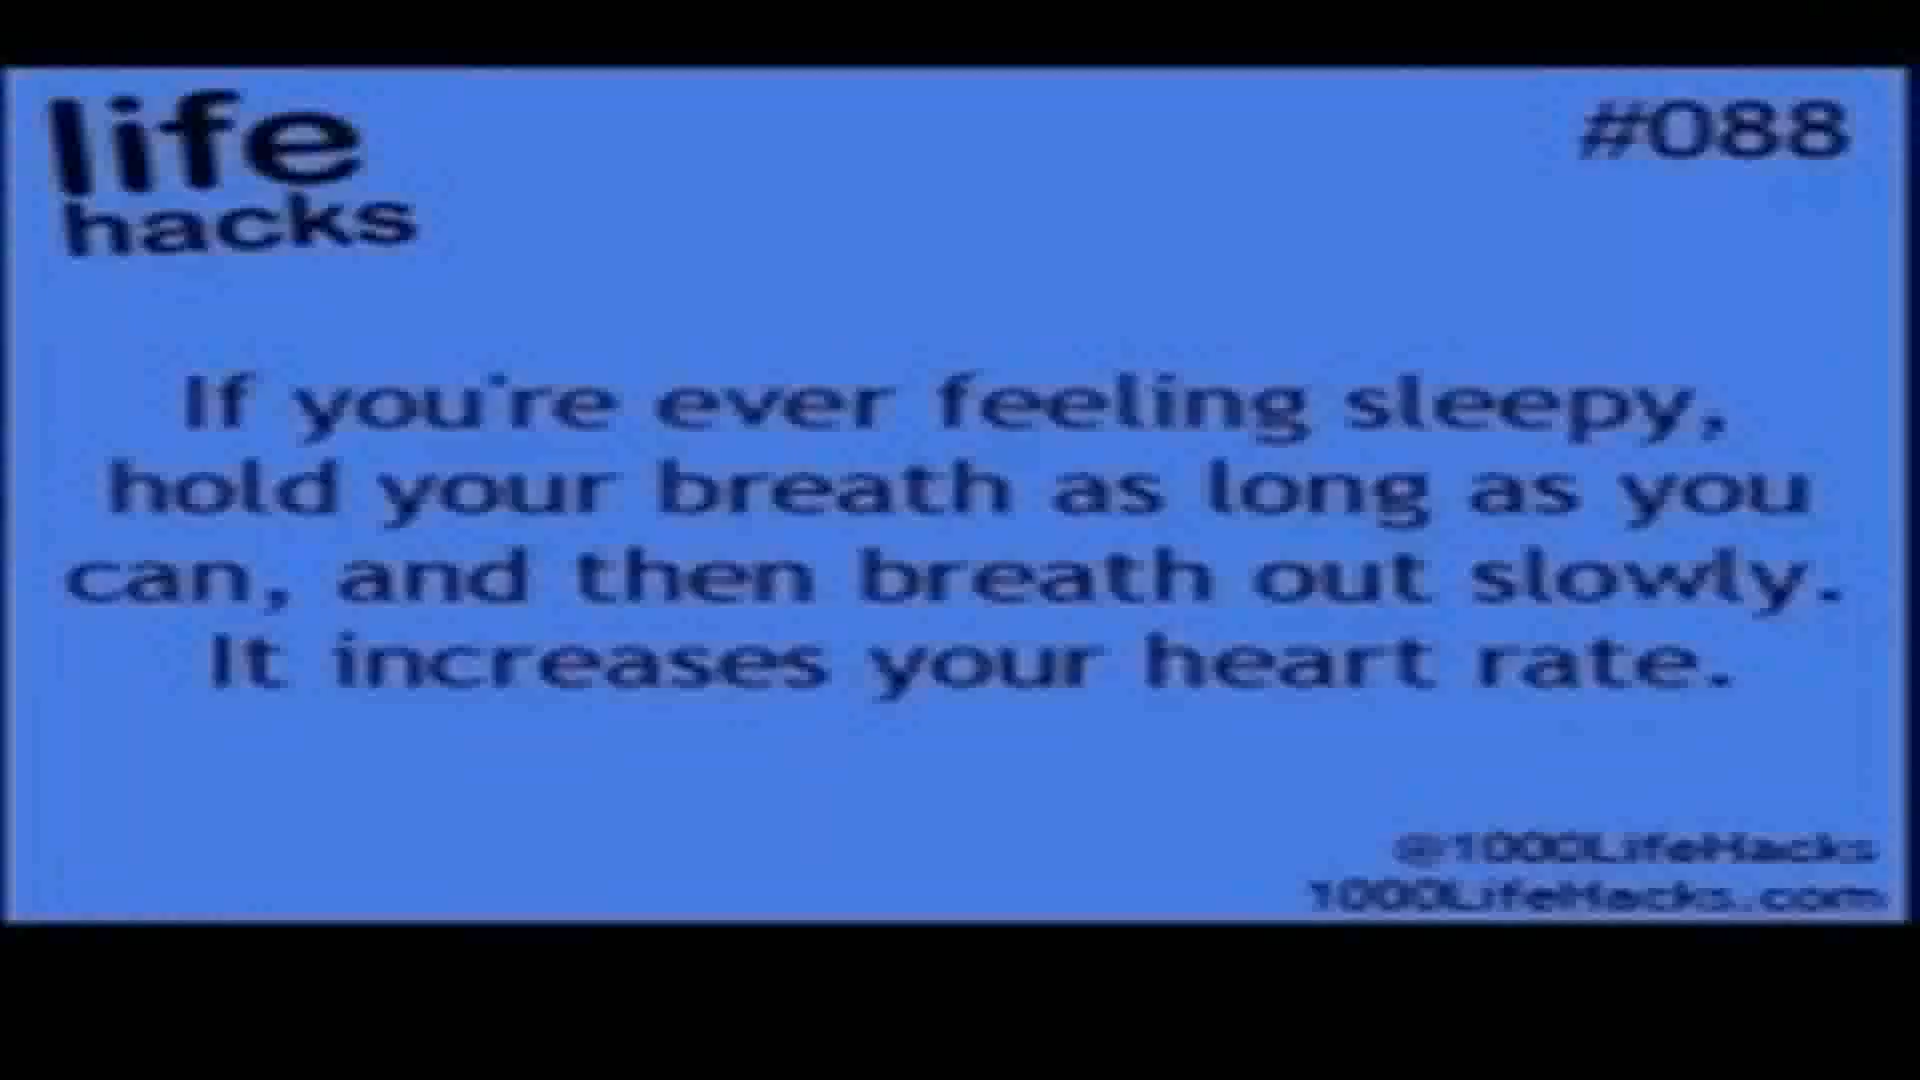 life
hacks
#088
If you're ever feeling sleepy,
hold your breath as long as you
can, and then breath out slowly.
It increases your heart rate.
@1000LifeHacks
1000LifeHacks.com